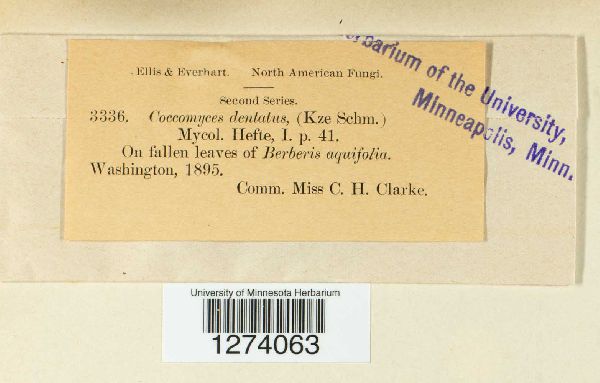 Ellis & Everhart. North American Fungi.
Second Series.
3336. Coccomyces dentatus, (Kze Schm.)
Mycol. Hefte, I. p. 41.
On fallen leaves of Berberis aquifolia.
Washington, 1895.
Comm. Miss C. H. Clarke.
of the University,
Minneapolis, Minn.
University of Minnesota Herbarium
1274063